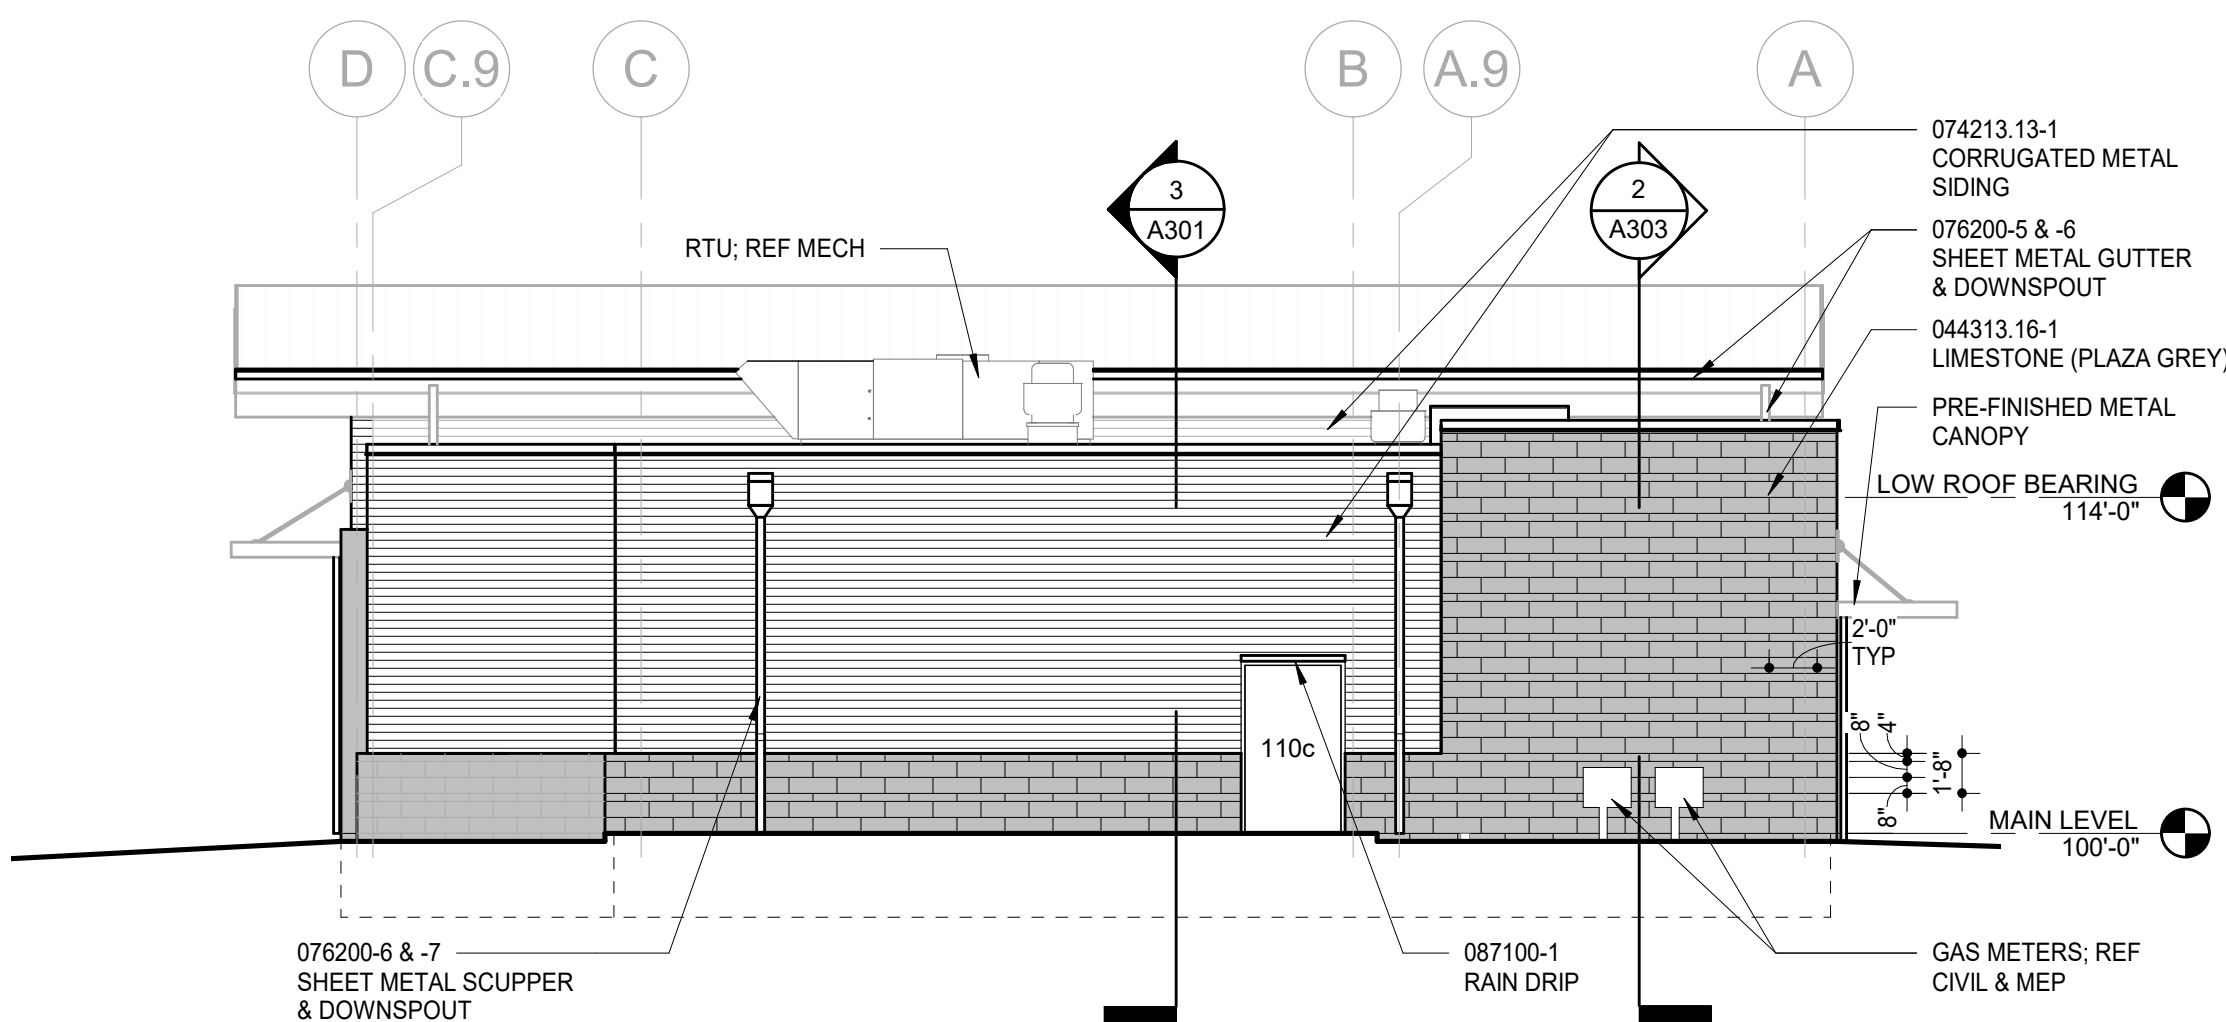 D
C.9
C
B
A.9
A
074213.13-1
CORRUGATED METAL
SIDING
3
A301
2
A303
076200-5 & -6
SHEET METAL GUTTER
& DOWNSPOUT
RTU; REF MECH
044313.16-1
LIMESTONE (PLAZA GREY)
PRE-FINISHED METAL
CANOPY
LOW ROOF BEARING
114'-0"
2'-0"
TYP
110c
8"
4"
1'-8"
8"
MAIN LEVEL
100'-0"
076200-6 & -7
SHEET METAL SCUPPER
& DOWNSPOUT
087100-1
RAIN DRIP
GAS METERS; REF
CIVIL & MEP